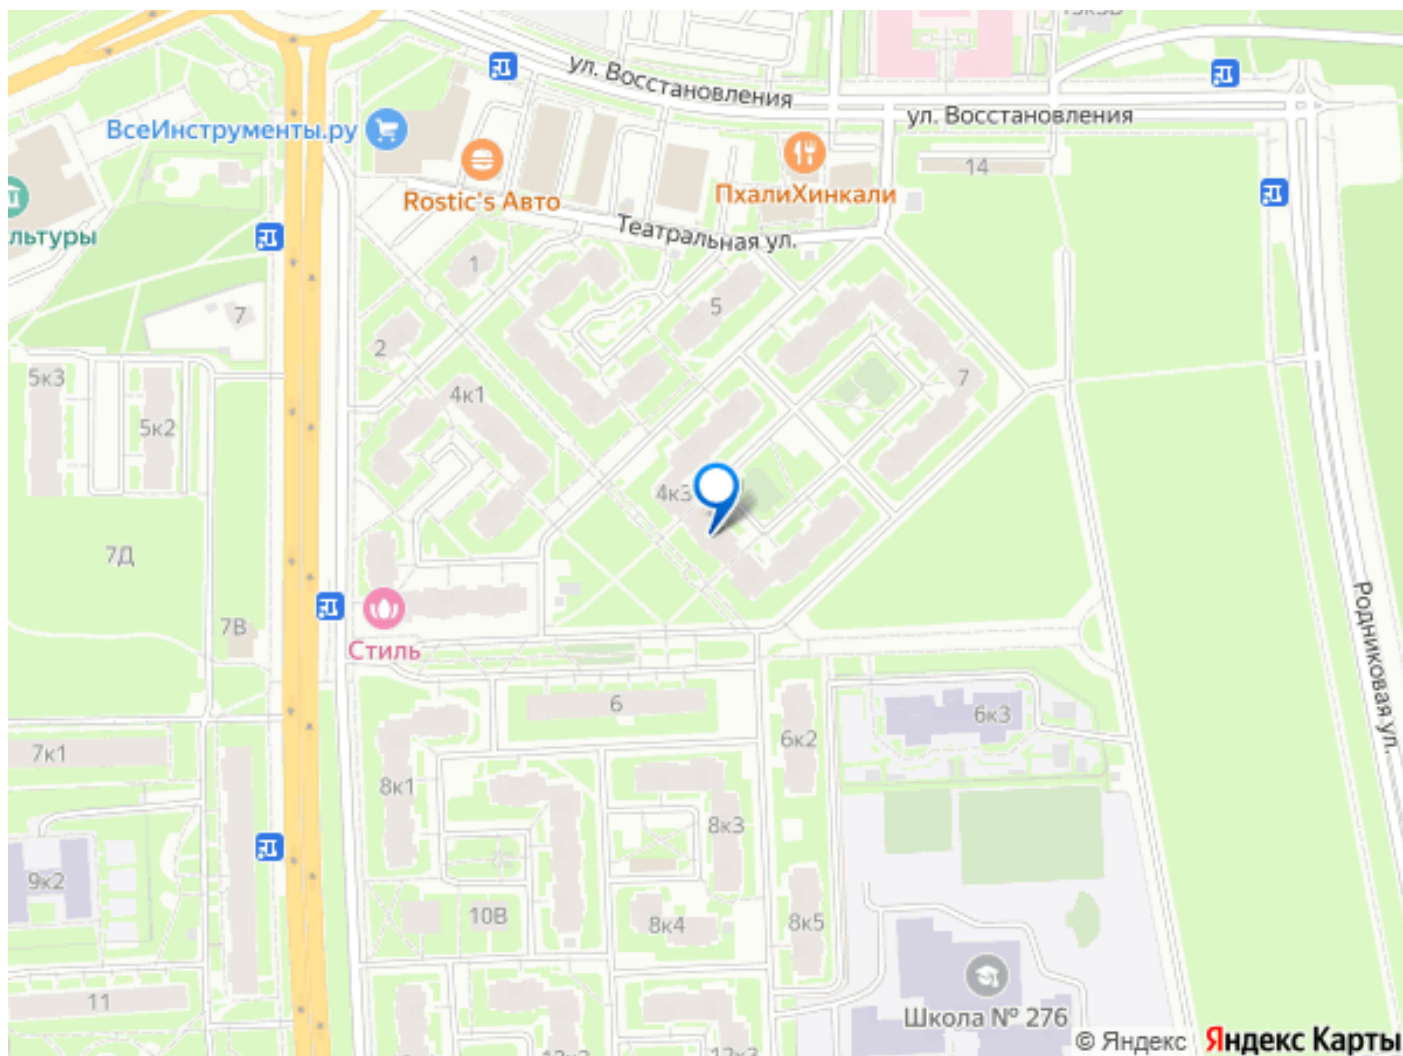 ул. Восстановления
ВсеИнструменты.ру
ул. Восстановления
14
Rostic's Авто
ПхалиХинкали
льтуры
Театральная ул.
1
5
7
2
5к3
4к1
7
5к2
4к3
7Д
7В
Стиль
Родниковая ул.
6
6к3
6к2
7к1
8к1
8к3
9к2
10В
8к4
8к5
11
Школа № 276
© Яндекс
Яндекс Карты